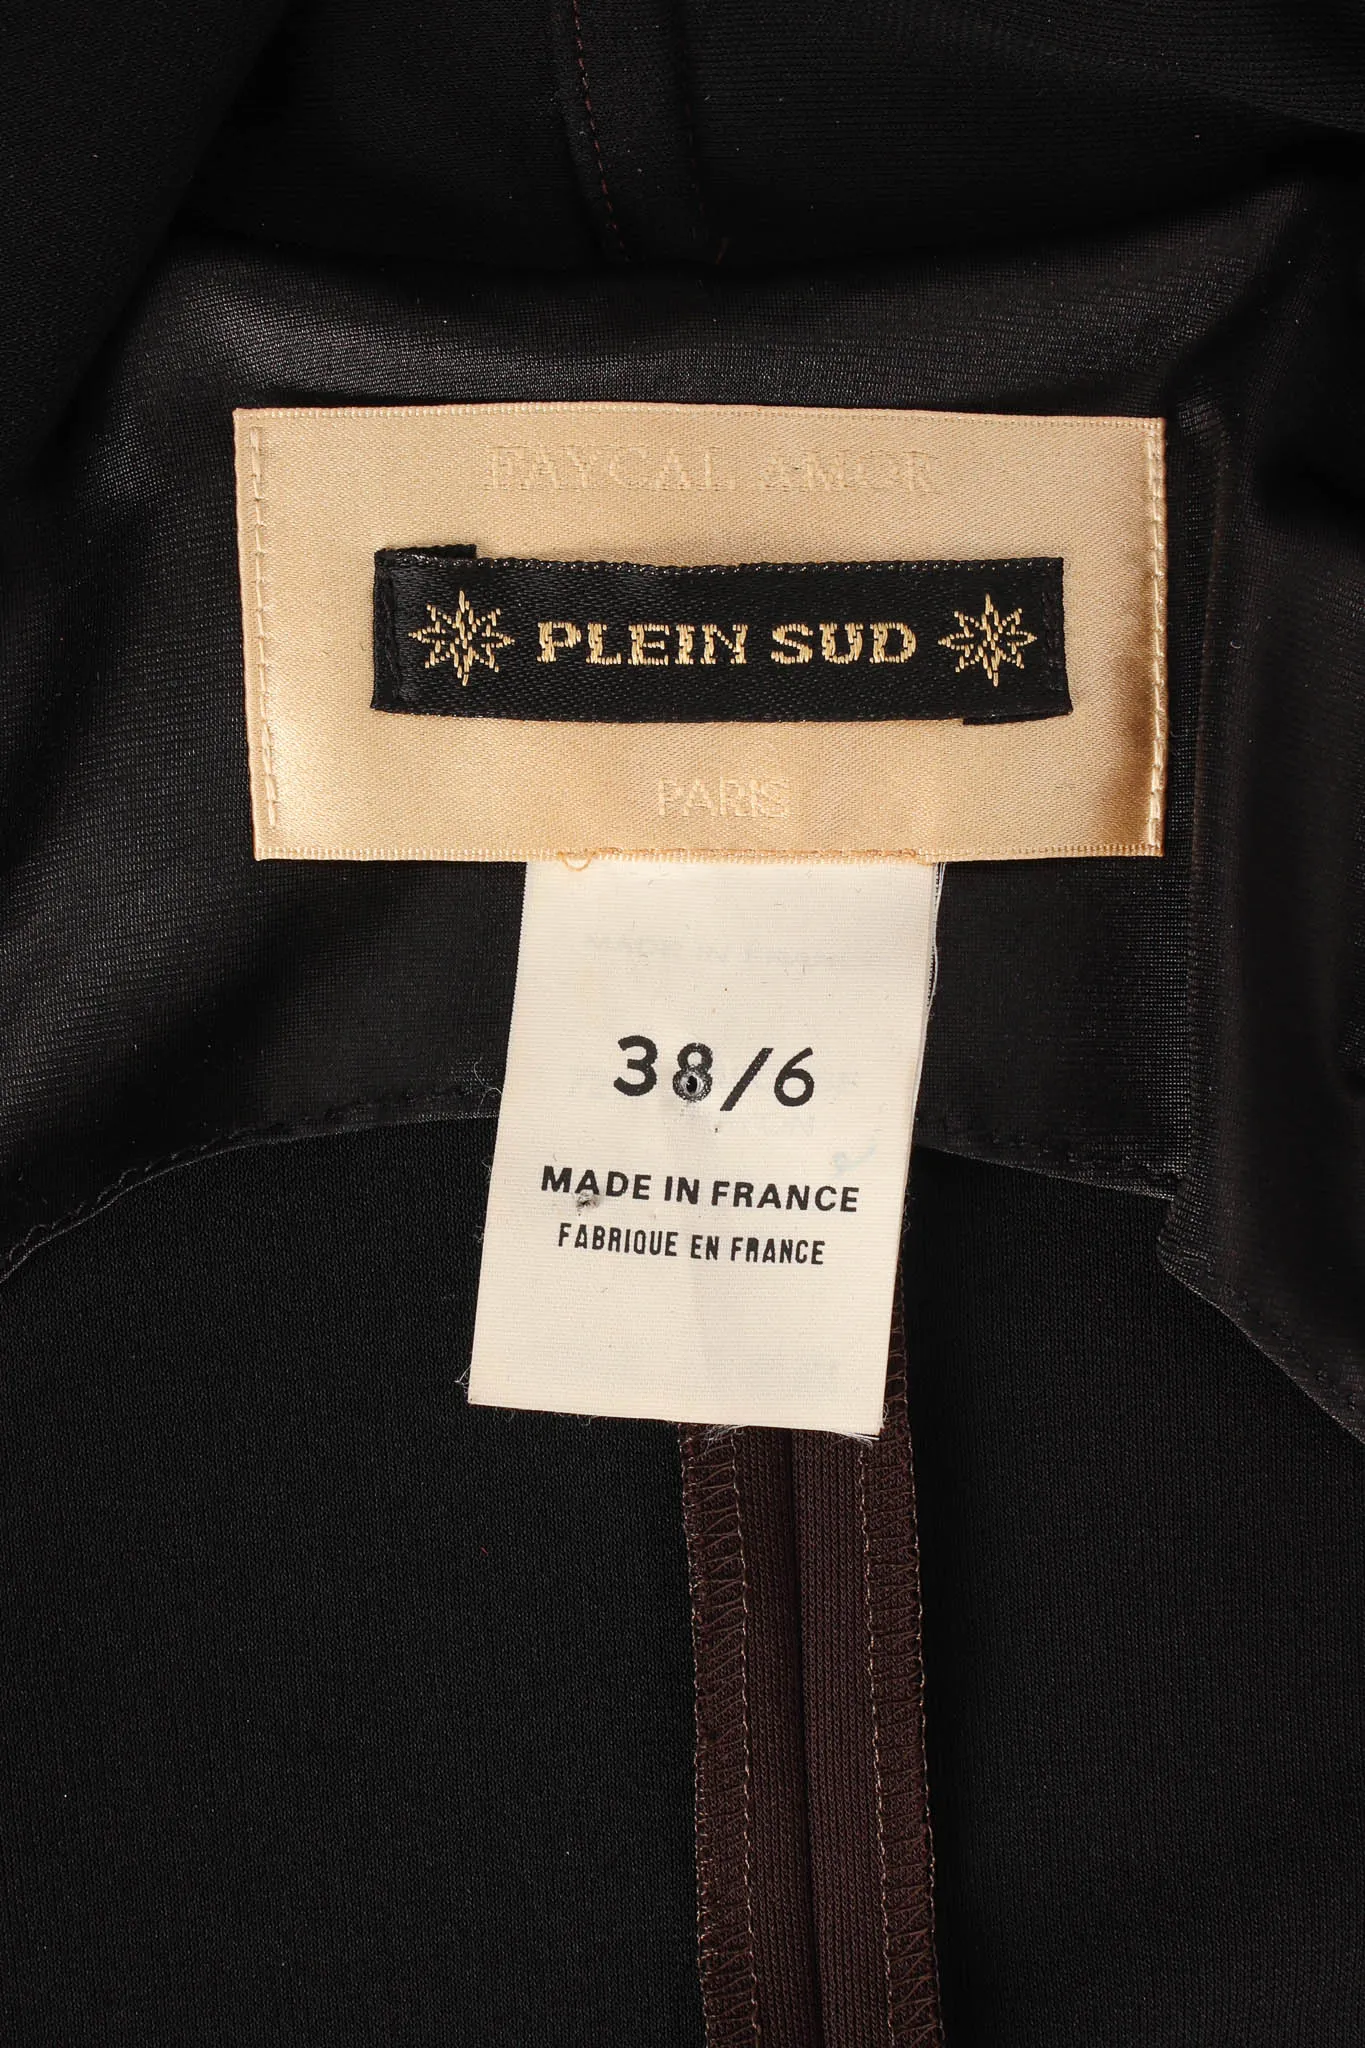 FAYCAL AMOR
PLEIN SUD
PARIS
38/6
MADE IN FRANCE
FABRIQUE EN FRANCE